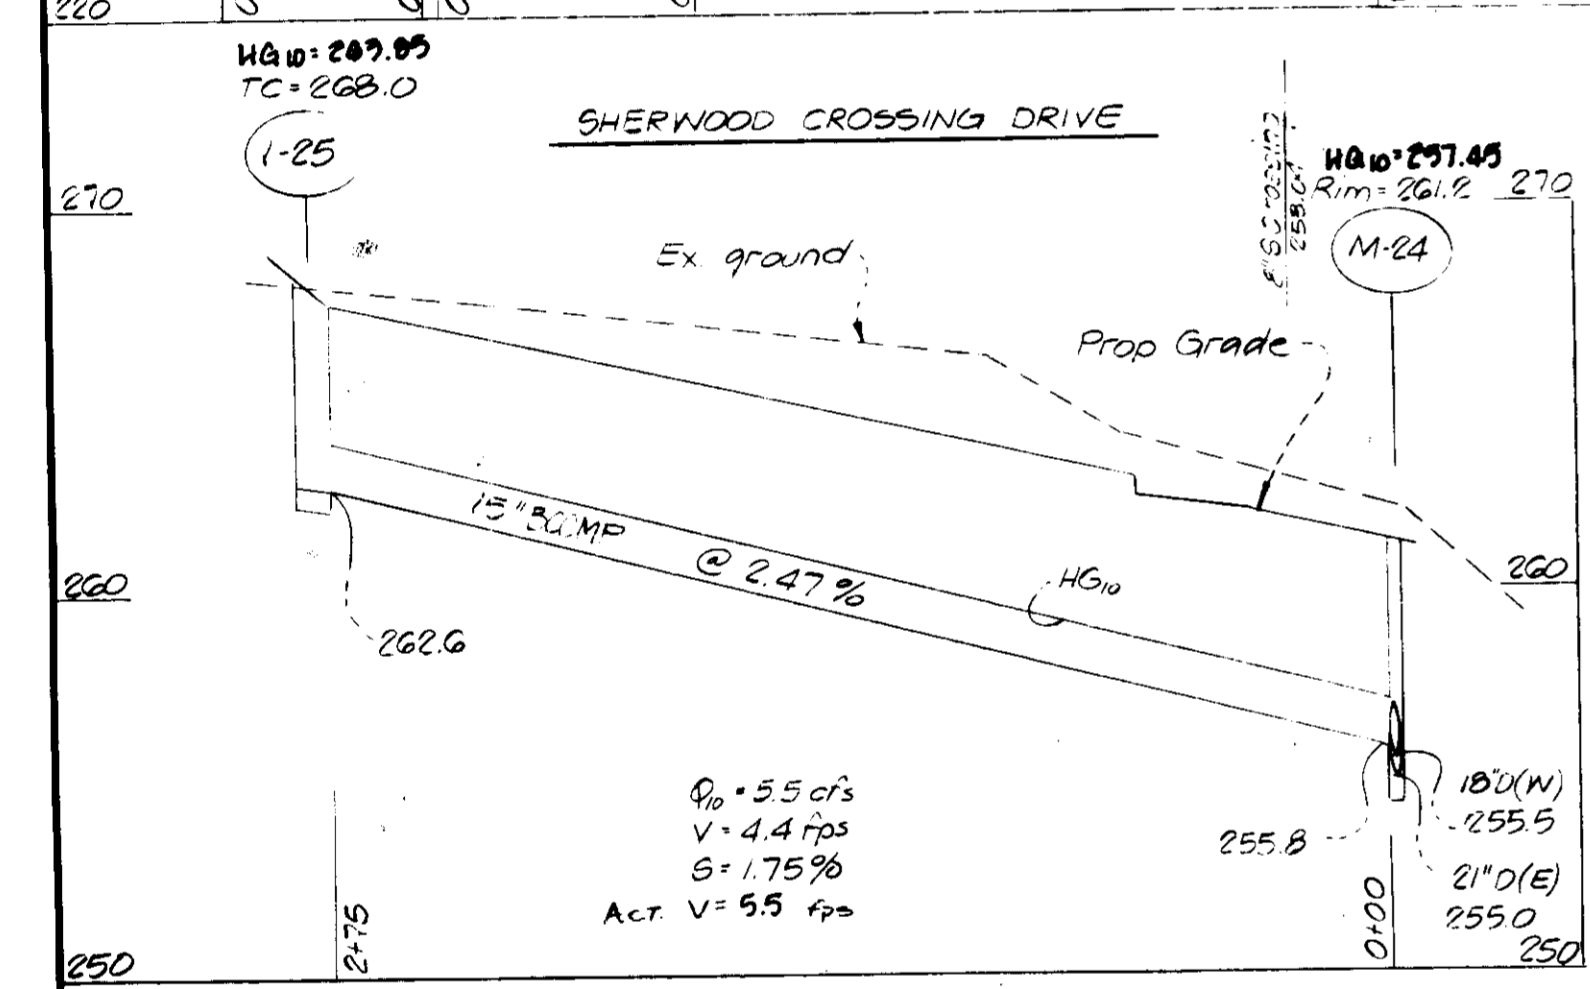 220
HG10=263.85
TC=268.0
I-25
SHERWOOD CROSSING DRIVE
HG10=257.45
Rim=261.2
270
270
M-24
Ex. ground
Prop Grade
15"BCCMP
@ 2.47%
HG10
260
260
262.6
Q10=5.5 cfs
V=4.4 fps
S=1.75%
ACT. V=5.5 fps
255.8
18"D(W)
255.5
21"D(E)
255.0
2+75
0+00
250
250